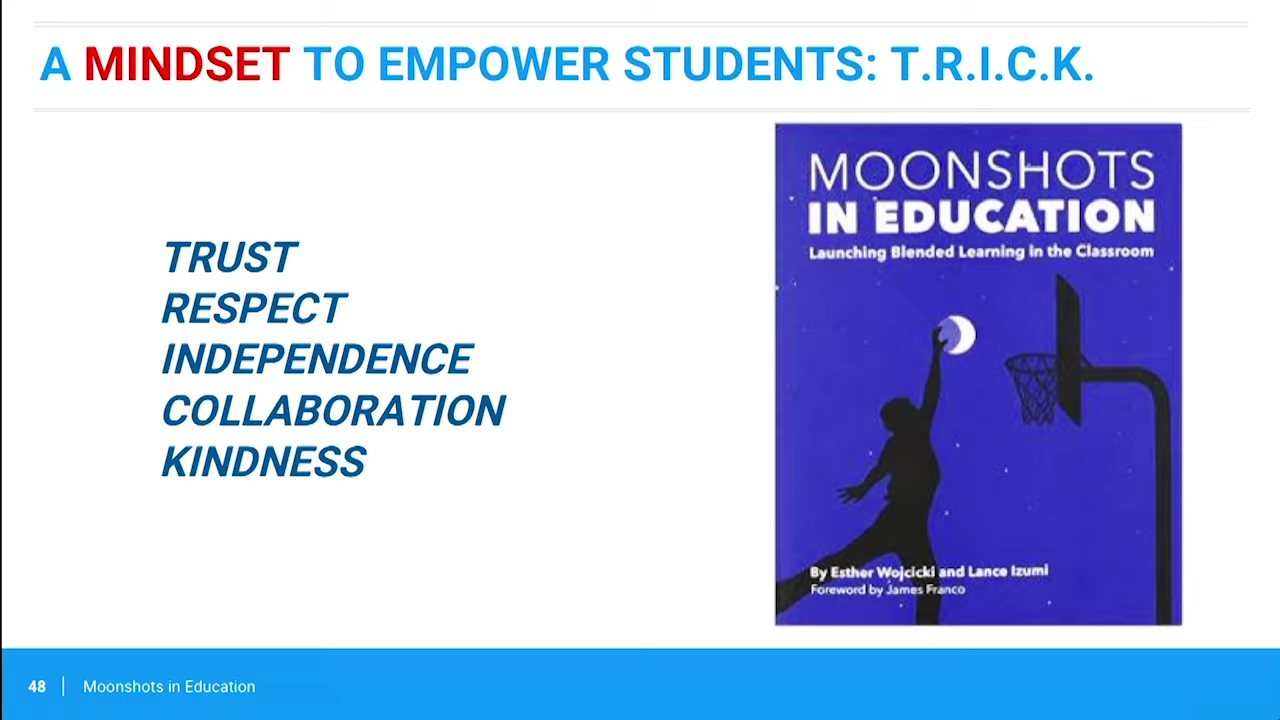 A MINDSET TO EMPOWER STUDENTS: T.R.I.C.K.
TRUST
RESPECT
INDEPENDENCE
COLLABORATION
KINDNESS
MOONSHOTS
IN EDUCATION
Launching Blended Learning in the Classroom
By Esther Wojcicki and Lance Izumi
Foreword by James Franco
48 | Moonshots in Education